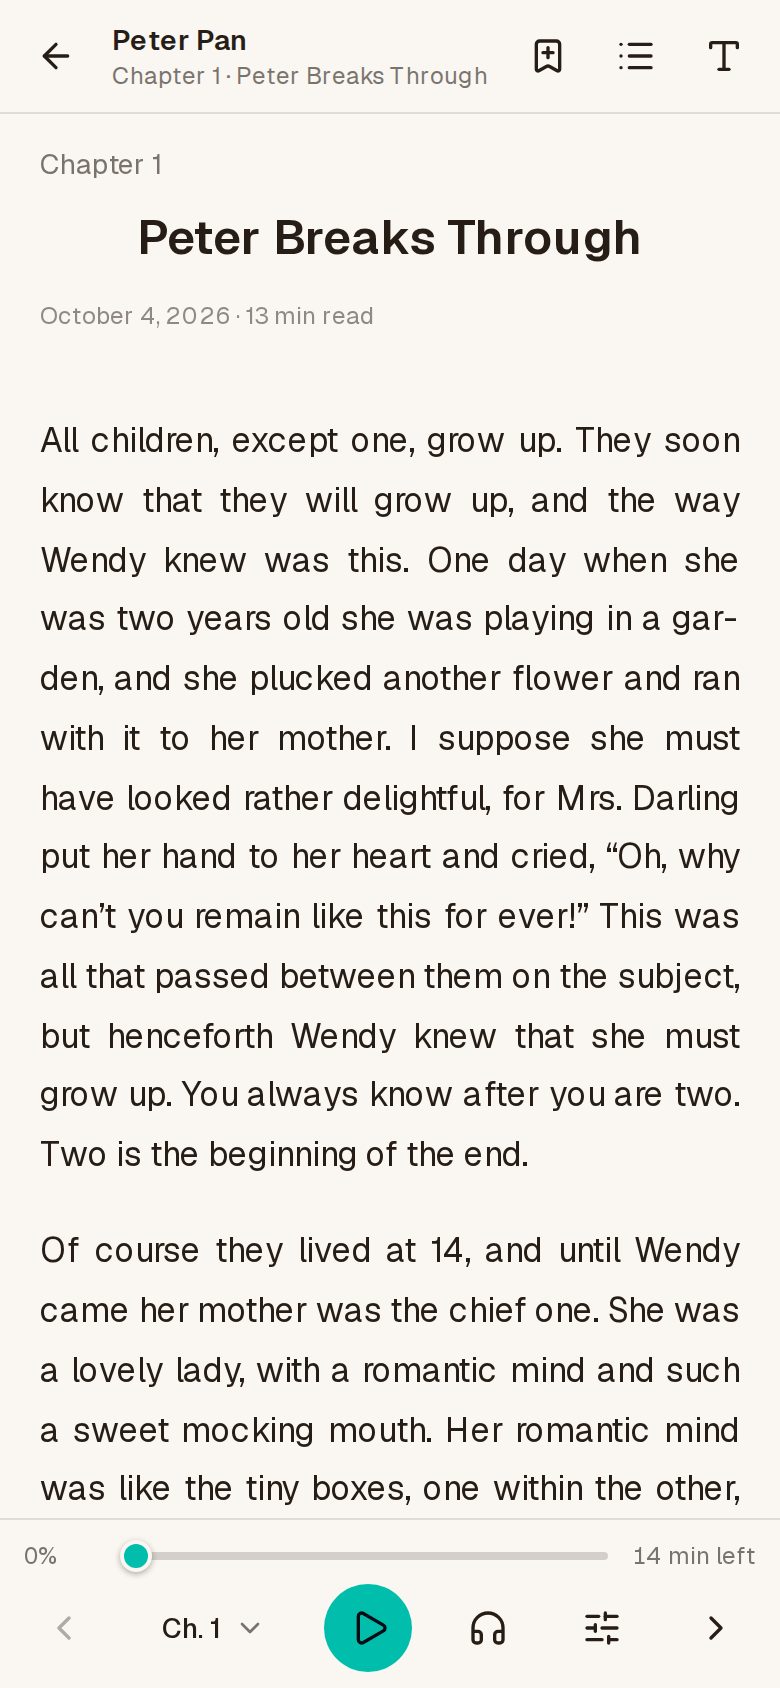 Peter Pan
Chapter 1 · Peter Breaks Through
Chapter 1
Peter Breaks Through
October 4, 2026 · 13 min read
All children, except one, grow up. They soon
know that they will grow up, and the way
Wendy knew was this. One day when she
was two years old she was playing in a gar-
den, and she plucked another flower and ran
with it to her mother. I suppose she must
have looked rather delightful, for Mrs. Darling
put her hand to her heart and cried, “Oh, why
can’t you remain like this for ever!” This was
all that passed between them on the subject,
but henceforth Wendy knew that she must
grow up. You always know after you are two.
Two is the beginning of the end.
Of course they lived at 14, and until Wendy
came her mother was the chief one. She was
a lovely lady, with a romantic mind and such
a sweet mocking mouth. Her romantic mind
was like the tiny boxes, one within the other,
0%
14 min left
Ch. 1